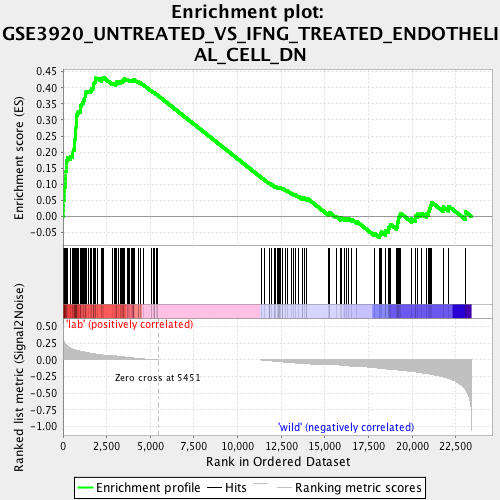 Enrichment plot:
GSE3920_UNTREATED_VS_IFNG_TREATED_ENDOTHELI
AL_CELL_DN
Enrichment score (ES)
0.45
0.40
0.35
0.30
0.25
0.20
0.15
0.10
0.05
0.00
-0.05
Ranked list metric (Signal2Noise)
0.50
0.25
0.00
-0.25
-0.50
-0.75
-1.00
'lab' (positively correlated)
Zero cross at 5451
'wild' (negatively correlated)
0
2,500
5,000
7,500
10,000
12,500
15,000
17,500
20,000
22,500
Rank in Ordered Dataset
Enrichment profile
Hits
Ranking metric scores